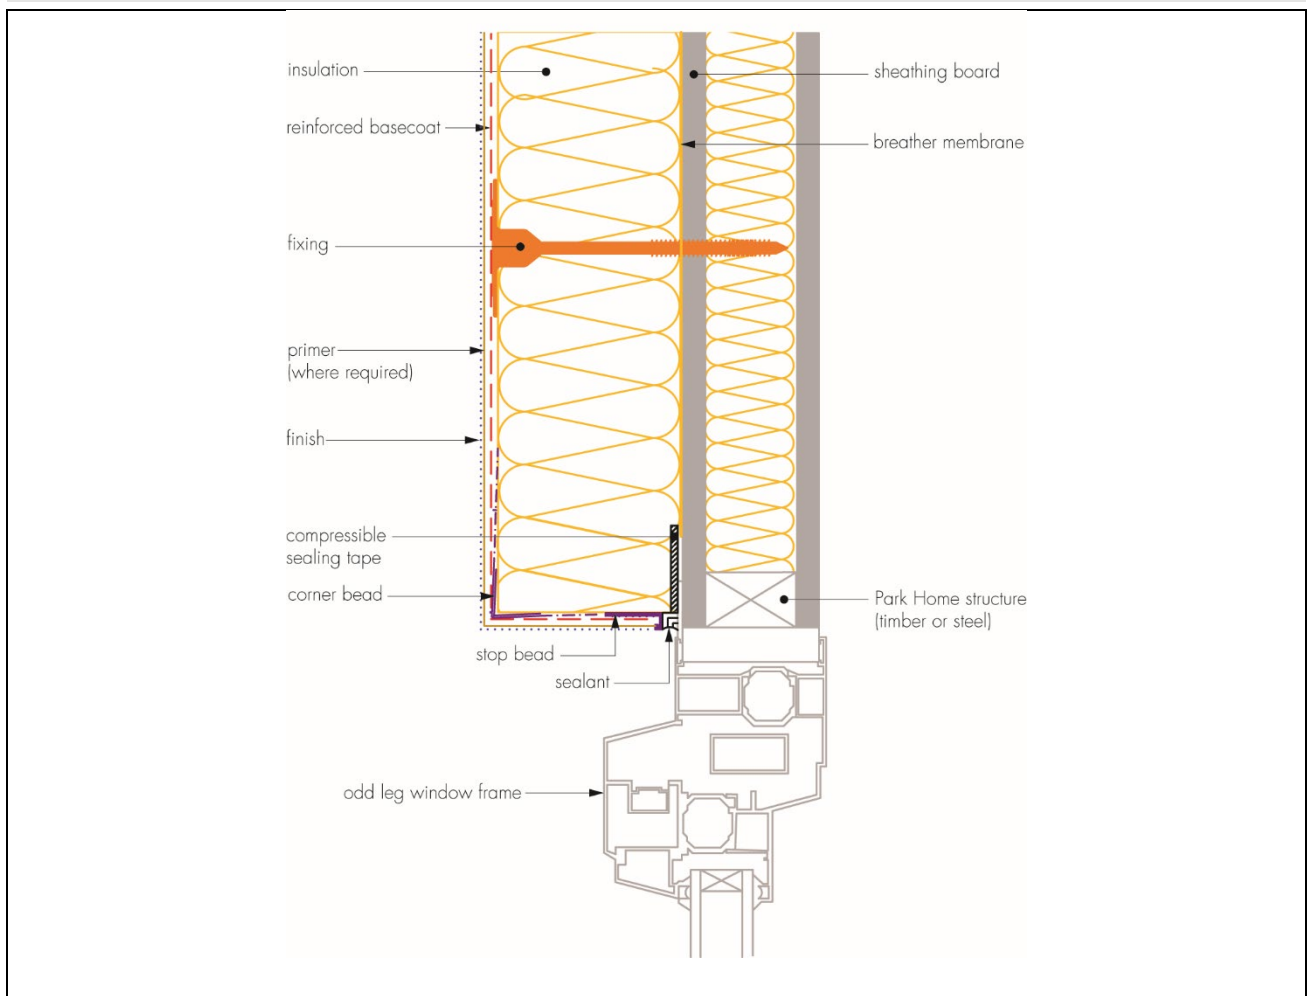 insulation
sheathing board
reinforced basecoat
breather membrane
fixing
primer
(where required)
finish
compressible
sealing tape
corner bead
Park Home structure
(timber or steel)
stop bead
sealant
odd leg window frame